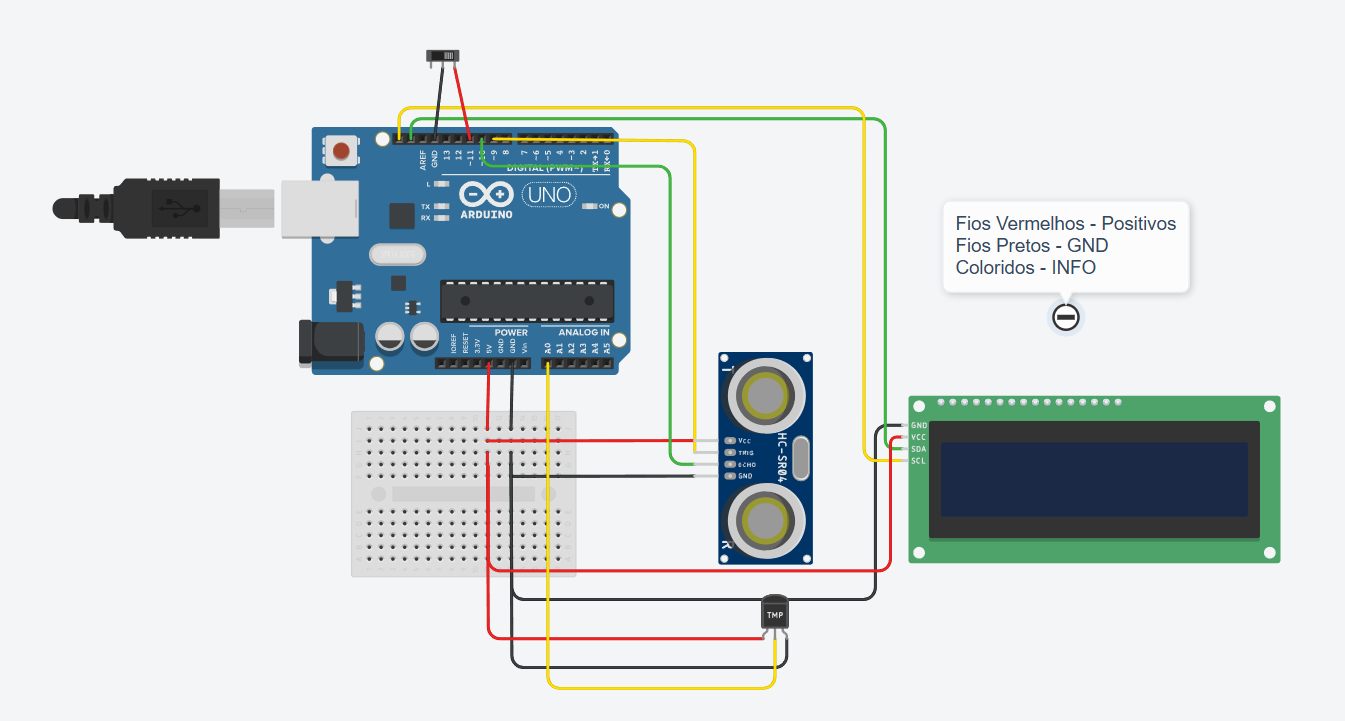 AREF
GND
13
12
~11
10
~9
8
7
~6
~5
4
~3
2
TX→1
RX←0
DIGITAL (PWM~)
L
TX
RX
ON
UNO
ARDUINO
POWER
ANALOG IN
IOREF
RESET
3.3V
5V
GND
GND
Vin
A0
A1
A2
A3
A4
A5
Fios Vermelhos - Positivos
Fios Pretos - GND
Coloridos - INFO
T
Vcc
TRIG
ECHO
GND
HC-SR04
R
GND
VCC
SDA
SCL
TMP